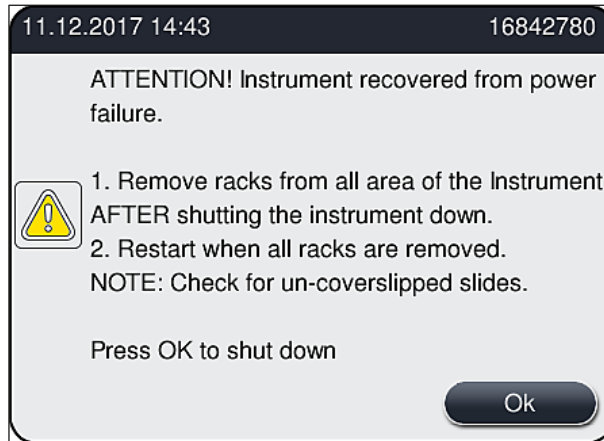 11.12.2017 14:43 16842780
ATTENTION! Instrument recovered from power
failure.
1. Remove racks from all area of the Instrument
AFTER shutting the instrument down.
2. Restart when all racks are removed.
NOTE: Check for un-coverslipped slides.
Press OK to shut down
Ok